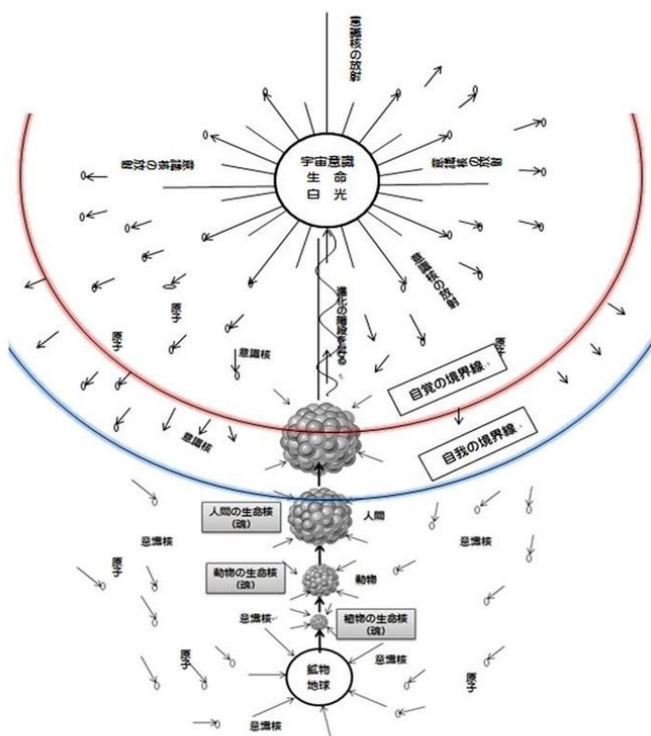 意識核の放射
宇宙意識
生 命
白 光
意識核の放射
意識核の放射
意識核の放射
進化の階段を昇る
原子
原子
意識核
原子
自覚の境界線
自我の境界線
意識核
人間の生命核
(魂)
人間
意識核
意識核
原子
原子
動物の生命核
(魂)
動物
意識核
植物の生命核
(魂)
原子
鉱物
地球
意識核
原子
意識核